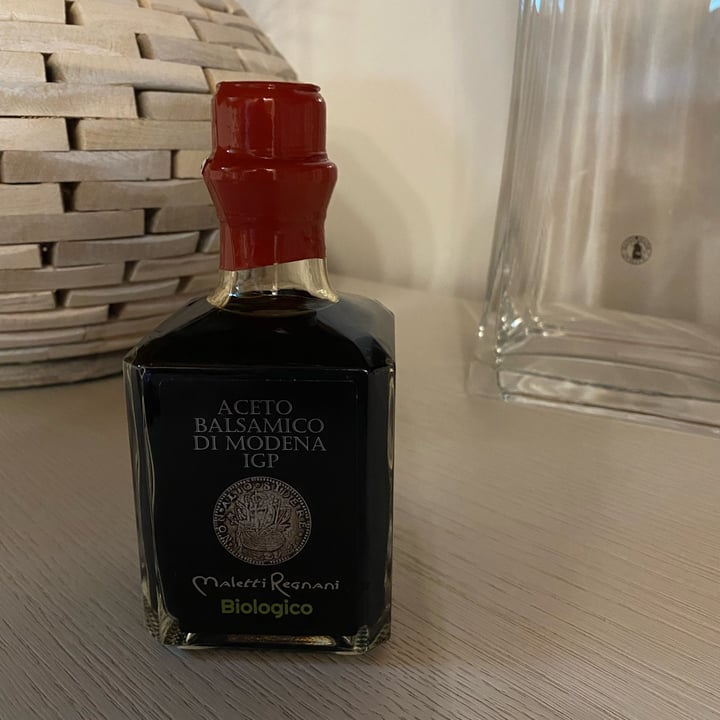 ACETO
BALSAMICO
DI MODENA
IGP
Maletti Regnani
Biologico